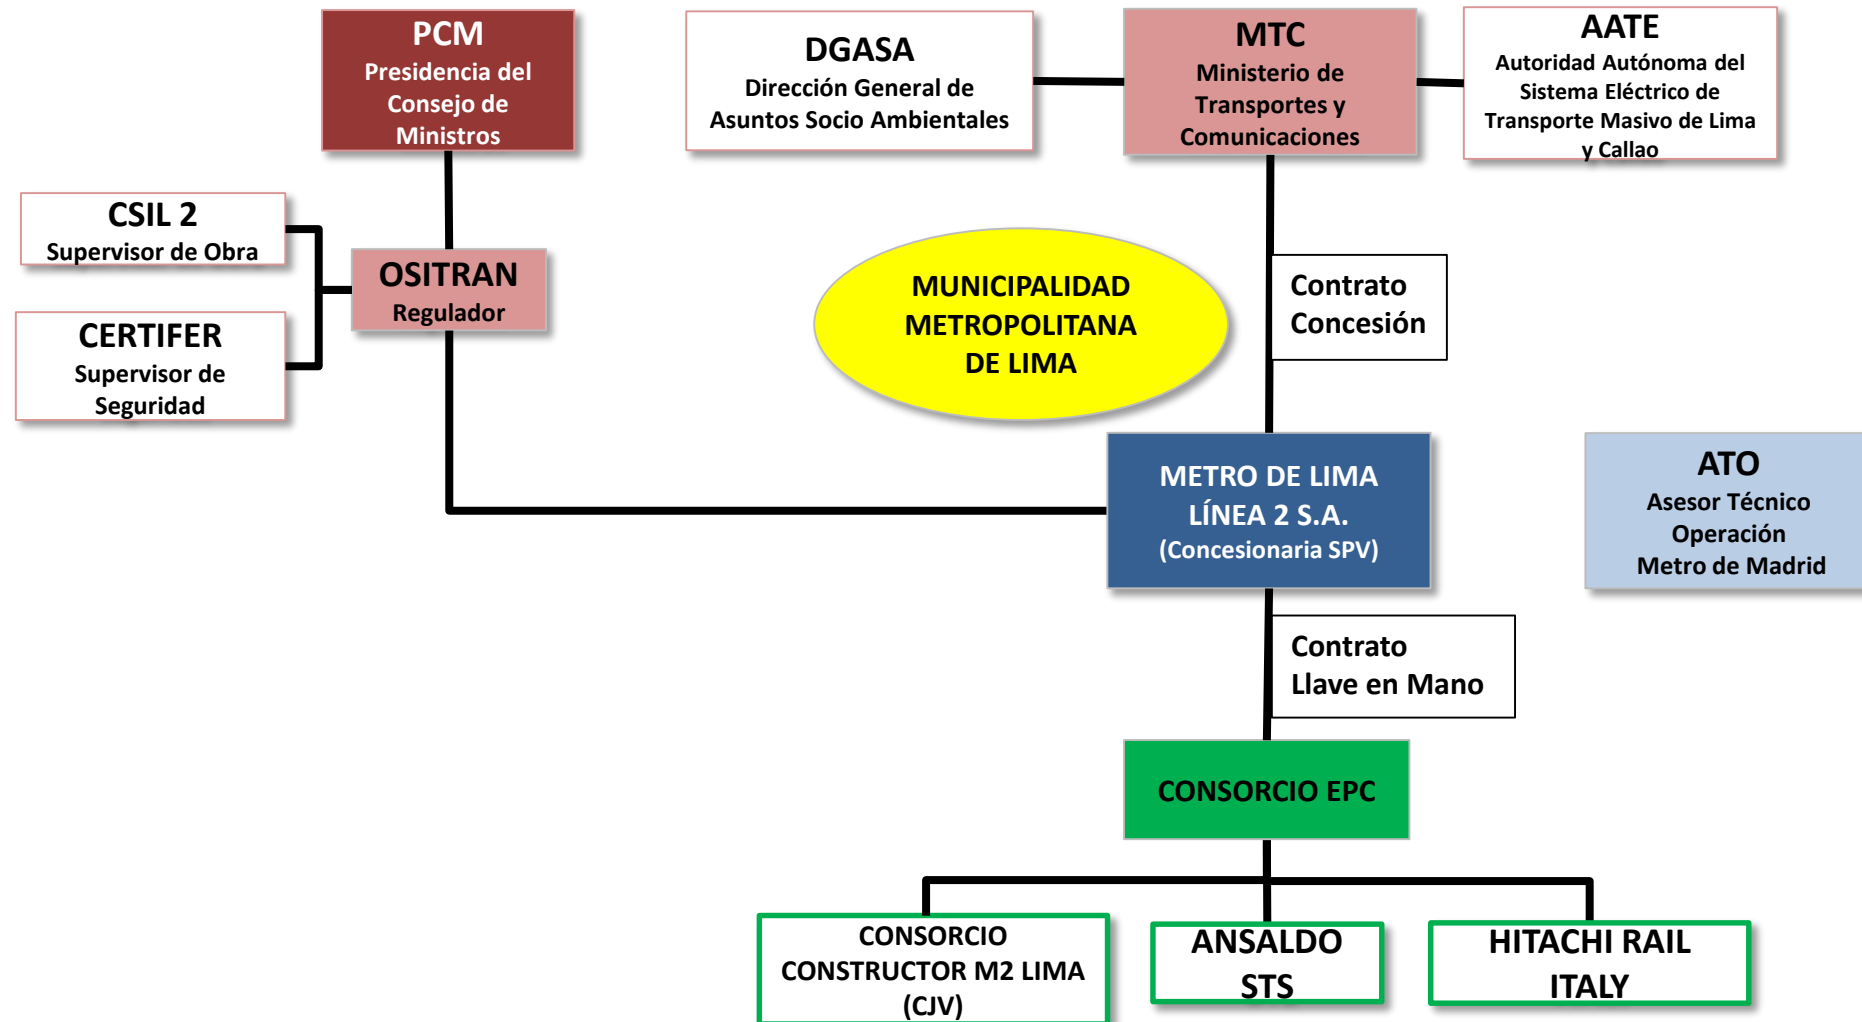 PCM
Presidencia del
Consejo de
Ministros
DGASA
Dirección General de
Asuntos Socio Ambientales
MTC
Ministerio de
Transportes y
Comunicaciones
AATE
Autoridad Autónoma del
Sistema Eléctrico de
Transporte Masivo de Lima
y Callao
CSIL 2
Supervisor de Obra
OSITRAN
Regulador
CERTIFER
Supervisor de
Seguridad
MUNICIPALIDAD
METROPOLITANA
DE LIMA
Contrato
Concesión
METRO DE LIMA
LÍNEA 2 S.A.
(Concesionaria SPV)
ATO
Asesor Técnico
Operación
Metro de Madrid
Contrato
Llave en Mano
CONSORCIO EPC
CONSORCIO
CONSTRUCTOR M2 LIMA
(CJV)
ANSALDO
STS
HITACHI RAIL
ITALY